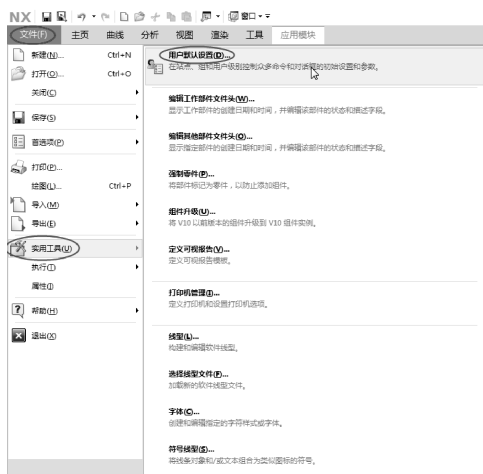 NX 窗口
文件(F) 主页 曲线 分析 视图 渲染 工具 应用模块
新建(N)... Ctrl+N
打开(O)... Ctrl+O
关闭(C)
保存(S)
首选项(P)
打印(P)...
绘图(L)... Ctrl+P
导入(M)
导出(E)
实用工具(U)
执行(T)
属性(I)
帮助(H)
退出(X)
用户默认设置(D)...
在站点、组和用户级别控制众多命令和对话框的初始设置和参数。
编辑工作部件文件头(W)...
显示工作部件的创建日期和时间，并编辑该部件的状态和描述字段。
编辑其他部件文件头(O)...
显示指定部件的创建日期和时间，并编辑该部件的状态和描述字段。
强制零件(P)...
将部件标记为零件，以防止添加组件。
组件升级(U)...
将 V10 以前版本的组件升级到 V10 组件实例。
定义可视报告(V)...
定义可视报告模板。
打印机管理(I)...
定义打印机和设置打印机选项。
线型(L)...
构建和编辑软件线型。
选择线型文件(F)...
加载新的软件线型文件。
字体(C)...
创建和编辑指定的字符样式或字体。
符号线型(S)...
将线条对象和/或文本组合为类似图标的符号。